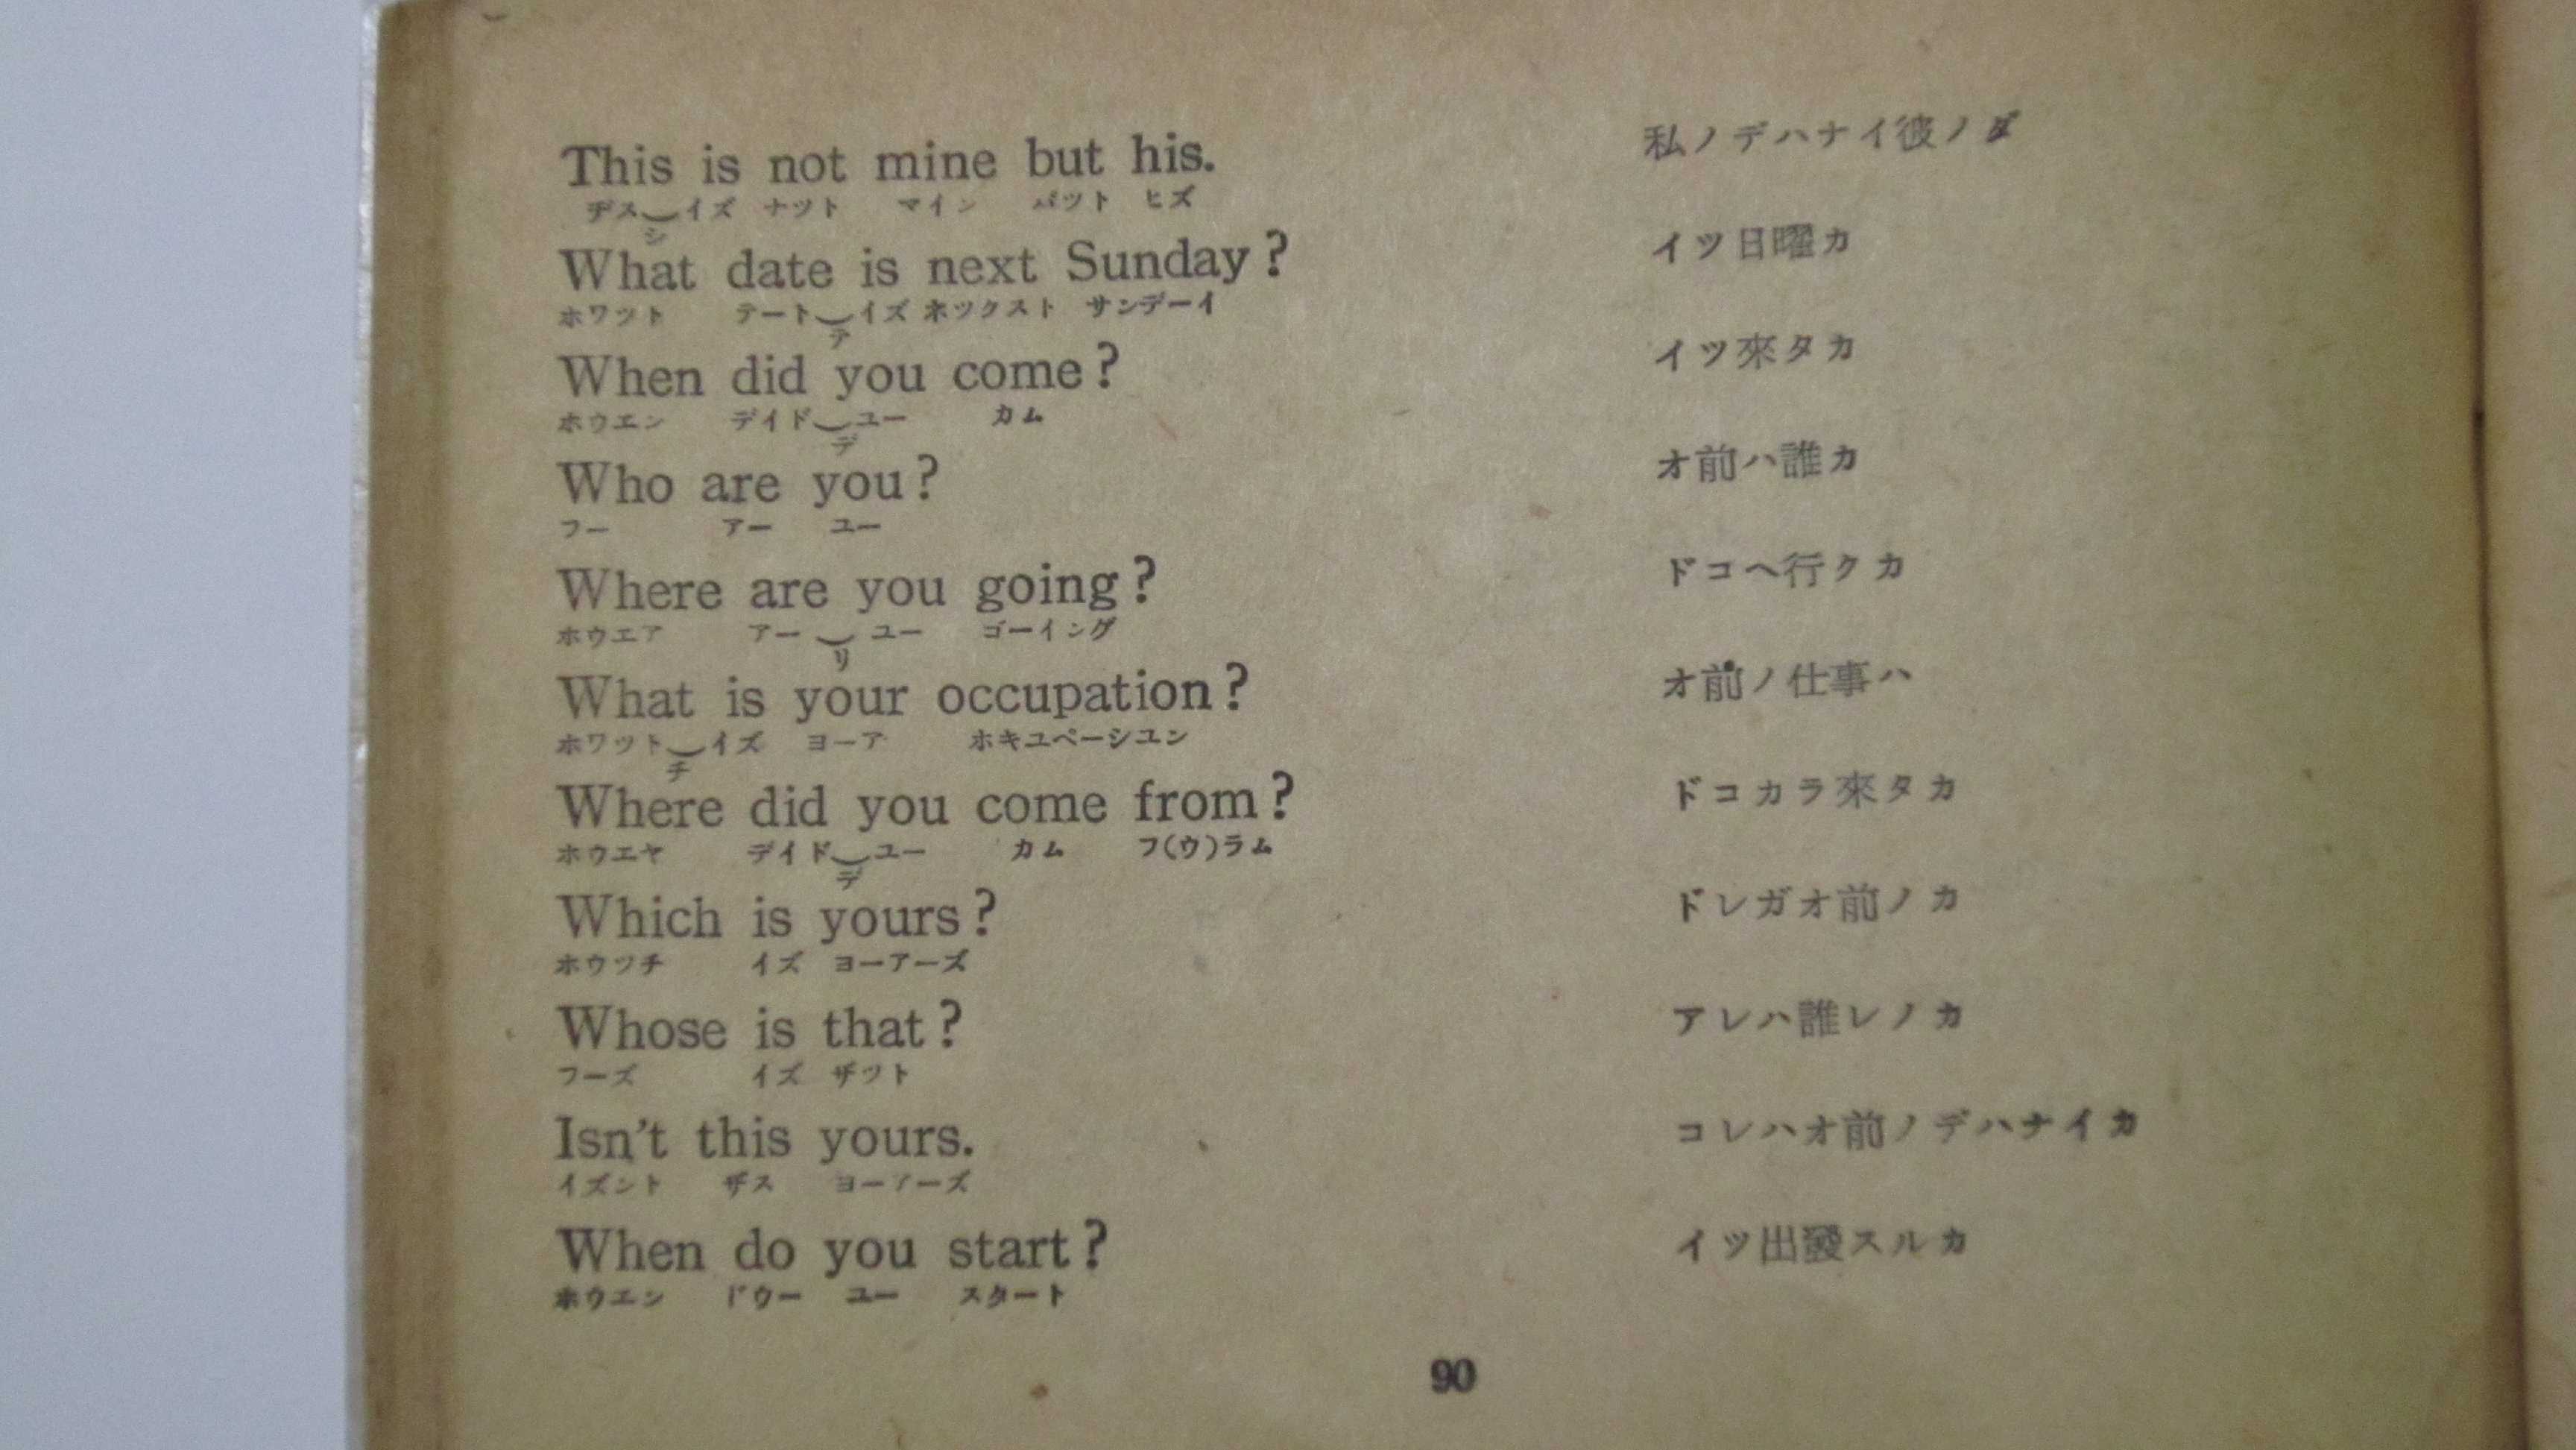 This is not mine but his. 私ノデハナイ彼ノダ
ヂス‿イズ ナツト マイン バツト ヒズ
シ
What date is next Sunday? イツ日曜カ
ホワツト テート‿イズ ネツクスト サンデーイ
テ
When did you come? イツ來タカ
ホウエン デイド‿ユー カム
デ
Who are you? オ前ハ誰カ
フー アー ユー
Where are you going? ドコヘ行クカ
ホウエア アー‿ユー ゴーイング
リ
What is your occupation? オ前ノ仕事ハ
ホワツト‿イズ ヨーア ホキユペーシユン
チ
Where did you come from? ドコカラ來タカ
ホウエヤ デイド‿ユー カム フ(ウ)ラム
デ
Which is yours? ドレガオ前ノカ
ホウツチ イズ ヨーアーズ
Whose is that? アレハ誰レノカ
フーズ イズ ザツト
Isn't this yours. コレハオ前ノデハナイカ
イズント ザス ヨーアーズ
When do you start? イツ出發スルカ
ホウエン ドウー ユー スタート
90